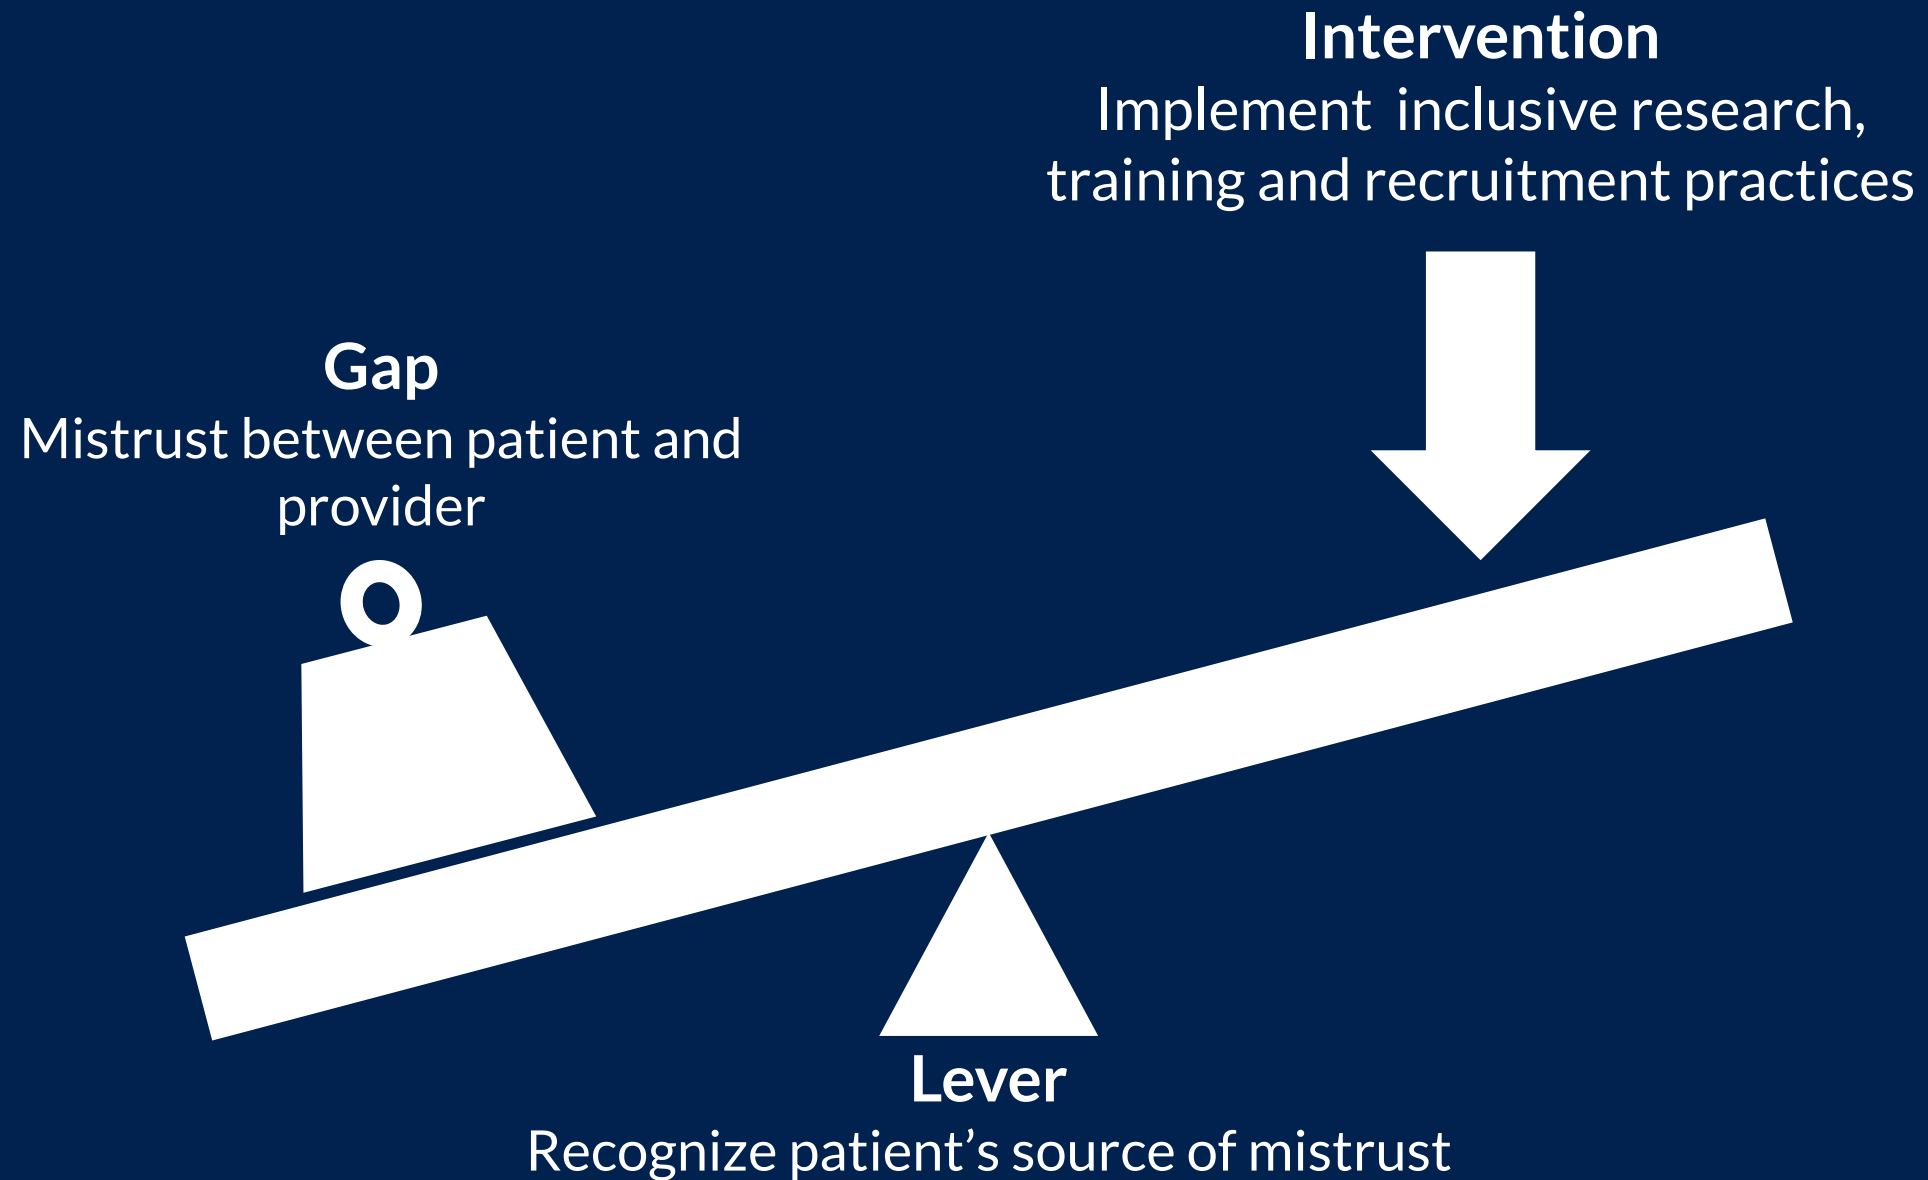 Intervention
Implement  inclusive research,
training and recruitment practices
Gap
Mistrust between patient and
provider
Lever
Recognize patient’s source of mistrust